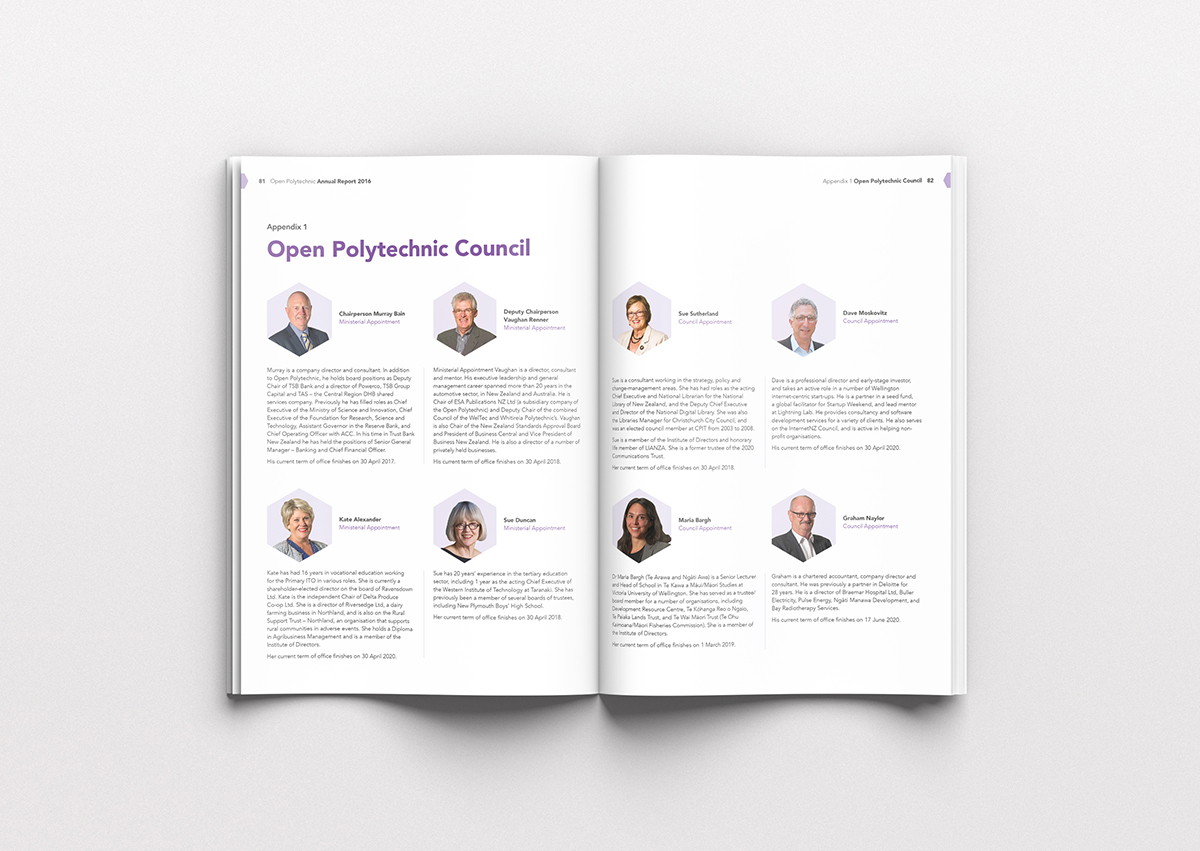 81 Open Polytechnic Annual Report 2016
Appendix 1
Open Polytechnic Council
Chairperson Murray Bain
Ministerial Appointment
Murray is a company director and consultant. In addition
to Open Polytechnic, he holds board positions as Deputy
Chair of TSB Bank and a director of Powerco, TSB Group
Capital and TAS – the Central Region DHB shared
services company. Previously he has filled roles as Chief
Executive of the Ministry of Science and Innovation, Chief
Executive of the Foundation for Research, Science and
Technology, Assistant Governor in the Reserve Bank, and
Chief Operating Officer with ACC. In his time in Trust Bank
New Zealand he has held the positions of Senior General
Manager – Banking and Chief Financial Officer.
His current term of office finishes on 30 April 2017.
Deputy Chairperson
Vaughan Renner
Ministerial Appointment
Ministerial Appointment Vaughan is a director, consultant
and mentor. His executive leadership and general
management career spanned more than 20 years in the
automotive sector, in New Zealand and Australia. He is
Chair of ESA Publications NZ Ltd (a subsidiary company of
the Open Polytechnic) and Deputy Chair of the combined
Council of the WelTec and Whitireia Polytechnic's. Vaughan
is also Chair of the New Zealand Standards Approval Board
and President of Business Central and Vice President of
Business New Zealand. He is also a director of a number of
privately held businesses.
His current term of office finishes on 30 April 2018.
Kate Alexander
Ministerial Appointment
Kate has had 16 years in vocational education working
for the Primary ITO in various roles. She is currently a
shareholder-elected director on the board of Ravensdown
Ltd. Kate is the independent Chair of Delta Produce
Co-op Ltd. She is a director of Riversedge Ltd, a dairy
farming business in Northland, and is also on the Rural
Support Trust – Northland, an organisation that supports
rural communities in adverse events. She holds a Diploma
in Agribusiness Management and is a member of the
Institute of Directors.
Her current term of office finishes on 30 April 2020.
Sue Duncan
Ministerial Appointment
Sue has 20 years' experience in the tertiary education
sector, including 1 year as the acting Chief Executive of
the Western Institute of Technology at Taranaki. She has
previously been a member of several boards of trustees,
including New Plymouth Boys' High School.
Her current term of office finishes on 30 April 2018.
Appendix 1 Open Polytechnic Council 82
Sue Sutherland
Council Appointment
Sue is a consultant working in the strategy, policy and
change-management areas. She has had roles as the acting
Chief Executive and National Librarian for the National
Library of New Zealand, and the Deputy Chief Executive
and Director of the National Digital Library. She was also
the Libraries Manager for Christchurch City Council, and
was an elected council member at CPIT from 2003 to 2008.
Sue is a member of the Institute of Directors and honorary
life member of LIANZA. She is a former trustee of the 2020
Communications Trust.
Her current term of office finishes on 30 April 2018.
Dave Moskovitz
Council Appointment
Dave is a professional director and early-stage investor,
and takes an active role in a number of Wellington
internet-centric start-ups. He is a partner in a seed fund,
a global facilitator for Startup Weekend, and lead mentor
at Lightning Lab. He provides consultancy and software
development services for a variety of clients. He also serves
on the InternetNZ Council, and is active in helping non-
profit organisations.
His current term of office finishes on 30 April 2020.
Maria Bargh
Council Appointment
Dr Maria Bargh (Te Arawa and Ngāti Awa) is a Senior Lecturer
and Head of School in Te Kawa a Māui/Māori Studies at
Victoria University of Wellington. She has served as a trustee/
board member for a number of organisations, including
Development Resource Centre, Te Kōhanga Reo o Ngaio,
Te Pataka Lands Trust, and Te Wai Māori Trust (Te Ohu
Kaimoana/Māori Fisheries Commission). She is a member of
the Institute of Directors.
Her current term of office finishes on 1 March 2019.
Graham Naylor
Council Appointment
Graham is a chartered accountant, company director and
consultant. He was previously a partner in Deloitte for
28 years. He is a director of Braemar Hospital Ltd, Buller
Electricity, Pulse Energy, Ngāti Manawa Development, and
Bay Radiotherapy Services.
His current term of office finishes on 17 June 2020.